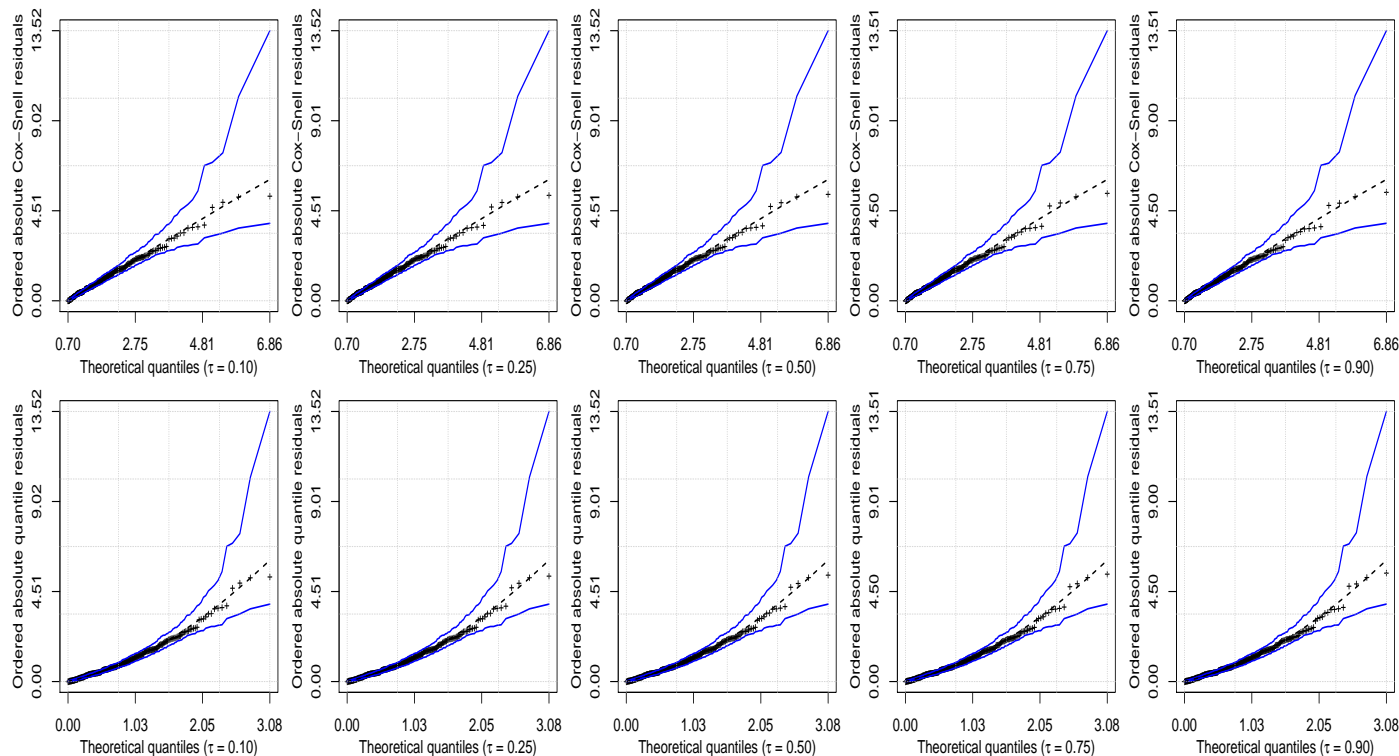 Ordered absolute Cox−Snell residuals
0.00 4.51 9.02 13.52
0.70 2.75 4.81 6.86
Theoretical quantiles (τ = 0.10)
Ordered absolute Cox−Snell residuals
0.00 4.51 9.01 13.52
0.70 2.75 4.81 6.86
Theoretical quantiles (τ = 0.25)
Ordered absolute Cox−Snell residuals
0.00 4.51 9.01 13.52
0.70 2.75 4.81 6.86
Theoretical quantiles (τ = 0.50)
Ordered absolute Cox−Snell residuals
0.00 4.50 9.01 13.51
0.70 2.75 4.81 6.86
Theoretical quantiles (τ = 0.75)
Ordered absolute Cox−Snell residuals
0.00 4.50 9.00 13.51
0.70 2.75 4.81 6.86
Theoretical quantiles (τ = 0.90)
Ordered absolute quantile residuals
0.00 4.51 9.02 13.52
0.00 1.03 2.05 3.08
Theoretical quantiles (τ = 0.10)
Ordered absolute quantile residuals
0.00 4.51 9.01 13.52
0.00 1.03 2.05 3.08
Theoretical quantiles (τ = 0.25)
Ordered absolute quantile residuals
0.00 4.51 9.01 13.52
0.00 1.03 2.05 3.08
Theoretical quantiles (τ = 0.50)
Ordered absolute quantile residuals
0.00 4.50 9.01 13.51
0.00 1.03 2.05 3.08
Theoretical quantiles (τ = 0.75)
Ordered absolute quantile residuals
0.00 4.50 9.00 13.51
0.00 1.03 2.05 3.08
Theoretical quantiles (τ = 0.90)